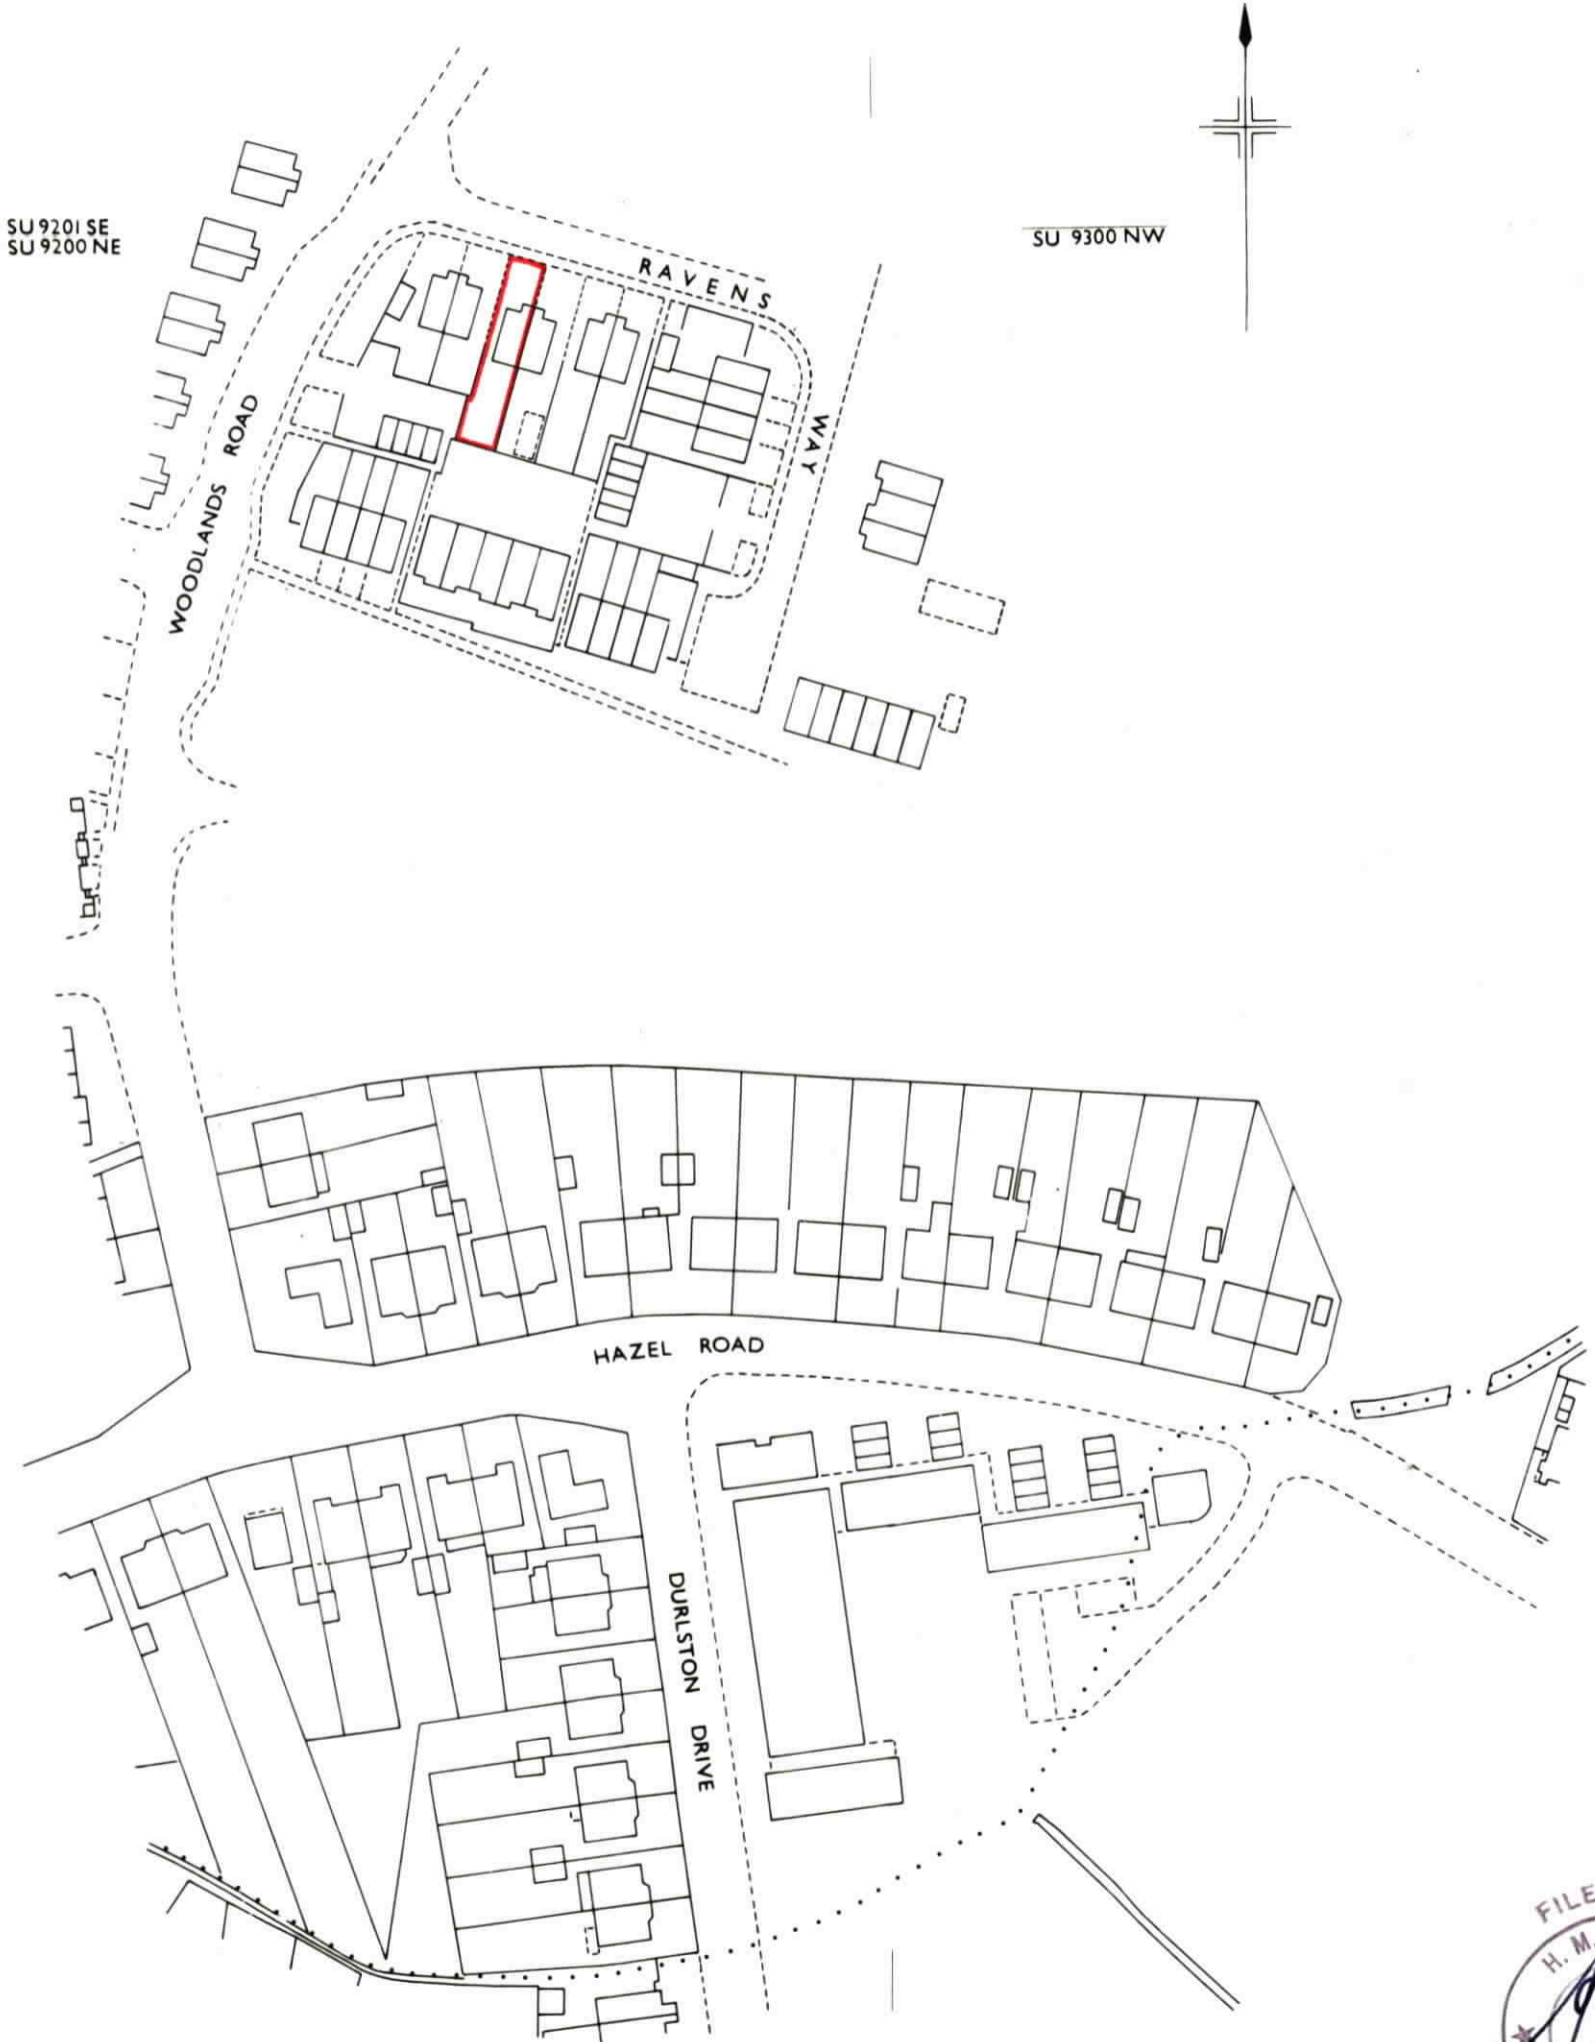 SU 9201 SE
SU 9200 NE
SU 9300 NW
RAVENS
WAY
WOODLANDS ROAD
HAZEL ROAD
DURLSTON DRIVE
FILE
H. M.